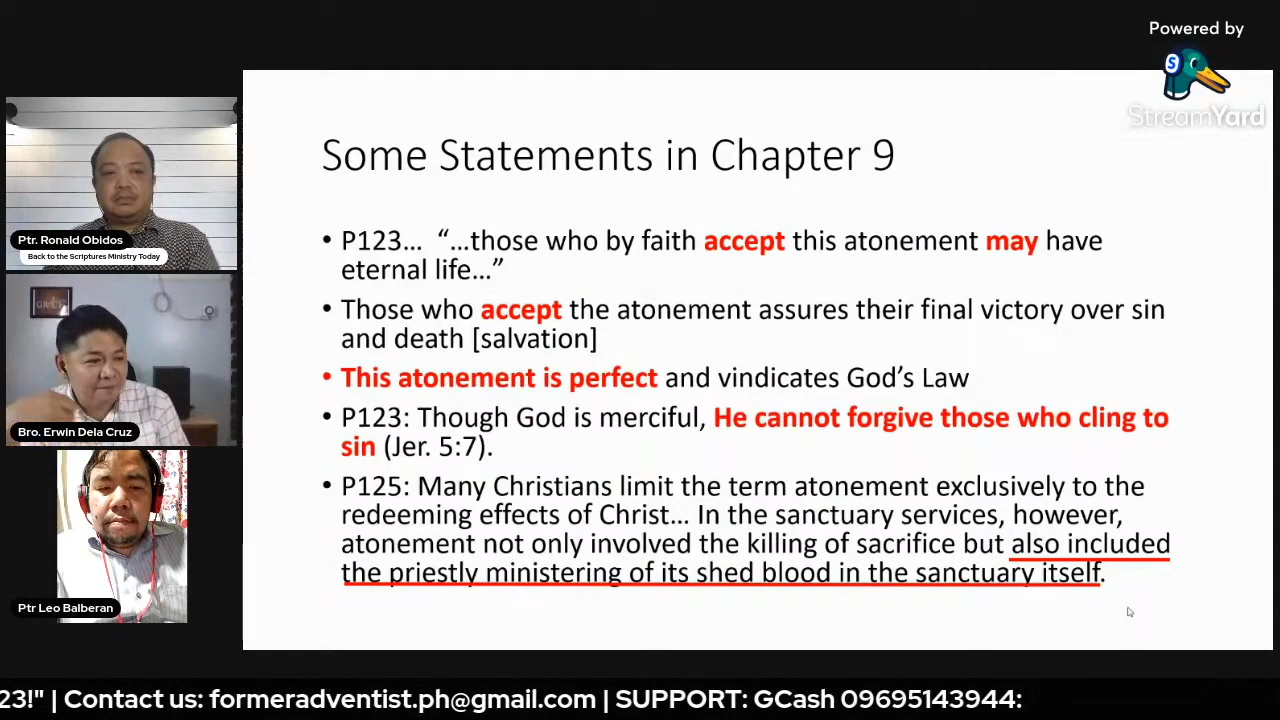 Powered by
S
StreamYard
Some Statements in Chapter 9
• P123… “…those who by faith accept this atonement may have
eternal life…”
• Those who accept the atonement assures their final victory over sin
and death [salvation]
• This atonement is perfect and vindicates God’s Law
• P123: Though God is merciful, He cannot forgive those who cling to
sin (Jer. 5:7).
• P125: Many Christians limit the term atonement exclusively to the
redeeming effects of Christ… In the sanctuary services, however,
atonement not only involved the killing of sacrifice but also included
the priestly ministering of its shed blood in the sanctuary itself.
Ptr. Ronald Obidos
Back to the Scriptures Ministry Today
Bro. Erwin Dela Cruz
Ptr Leo Balberan
23!" | Contact us: formeradventist.ph@gmail.com | SUPPORT: GCash 09695143944: